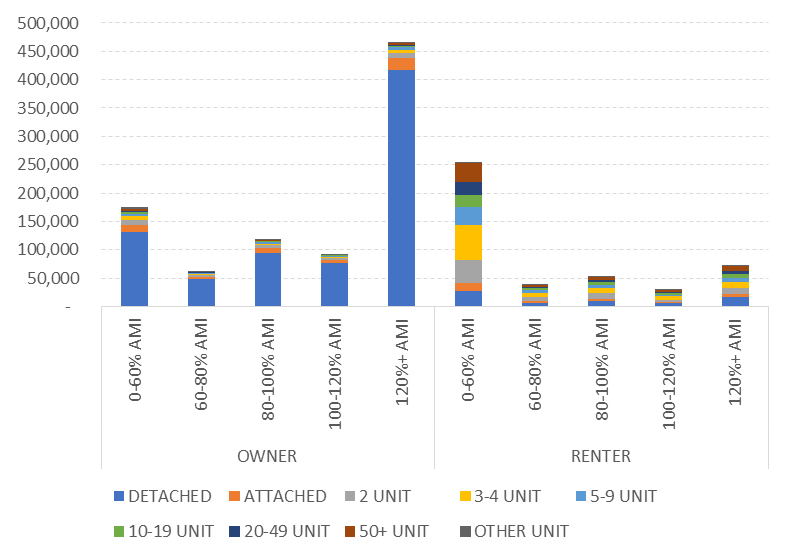 500,000
450,000
400,000
350,000
300,000
250,000
200,000
150,000
100,000
50,000
-
0-60% AMI
60-80% AMI
80-100% AMI
100-120% AMI
120%+ AMI
0-60% AMI
60-80% AMI
80-100% AMI
100-120% AMI
120%+ AMI
OWNER
RENTER
DETACHED ATTACHED 2 UNIT 3-4 UNIT 5-9 UNIT
10-19 UNIT 20-49 UNIT 50+ UNIT OTHER UNIT